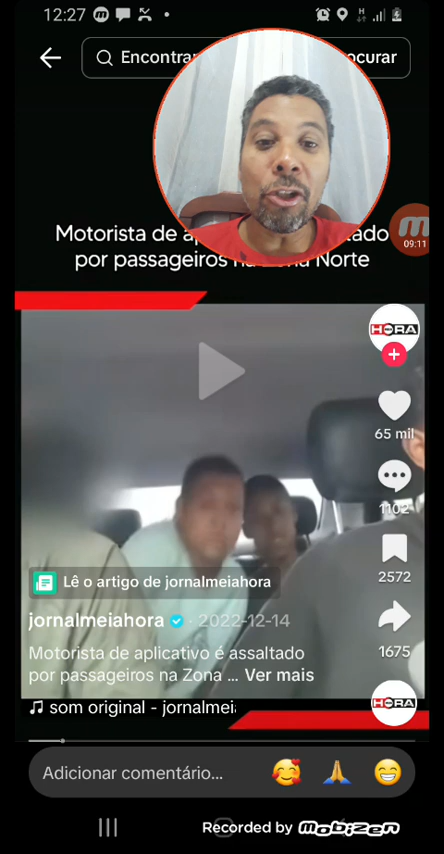 12:27
Encontrar
ocurar
Motorista de
tado
por passageiros na Zona Norte
09:11
HORA
65 mil
1102
Lê o artigo de jornalmeiahora
2572
jornalmeiahora · 2022-12-14
1675
Motorista de aplicativo é assaltado
por passageiros na Zona ... Ver mais
HORA
som original - jornalmei
Adicionar comentário...
Recorded by mobizen